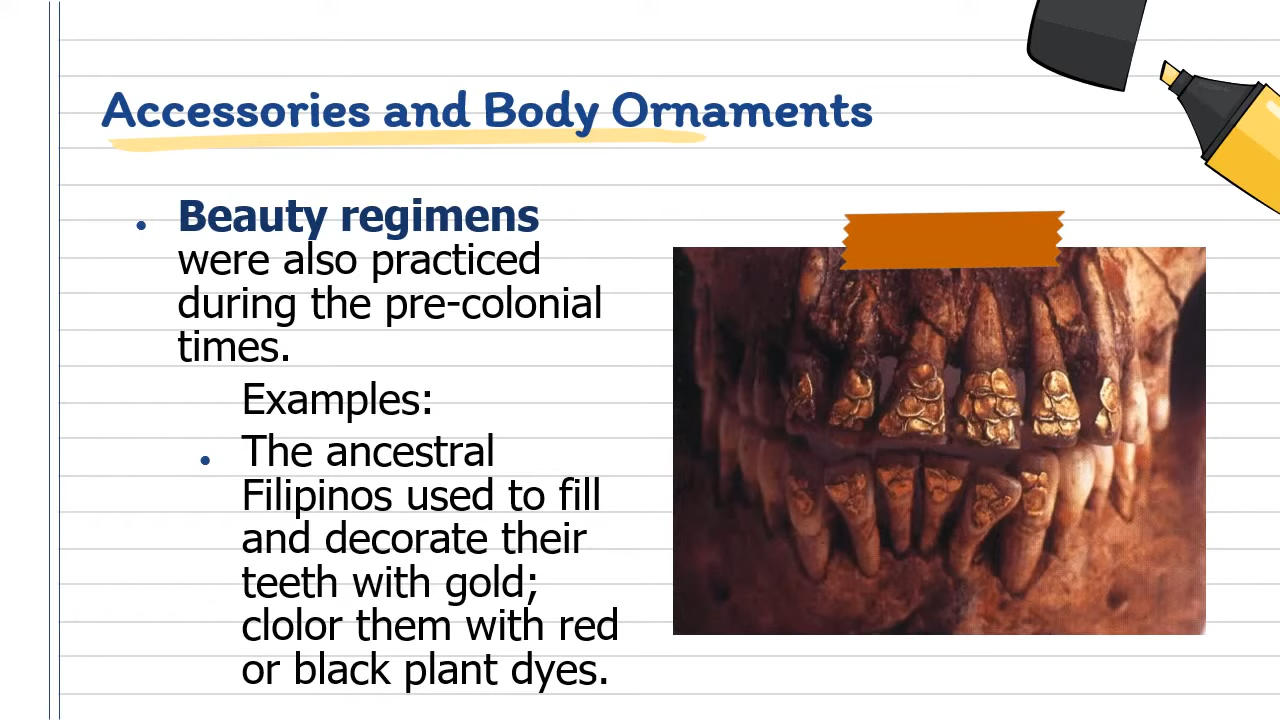 Accessories and Body Ornaments
• Beauty regimens
were also practiced
during the pre-colonial
times.
Examples:
• The ancestral
Filipinos used to fill
and decorate their
teeth with gold;
clolor them with red
or black plant dyes.